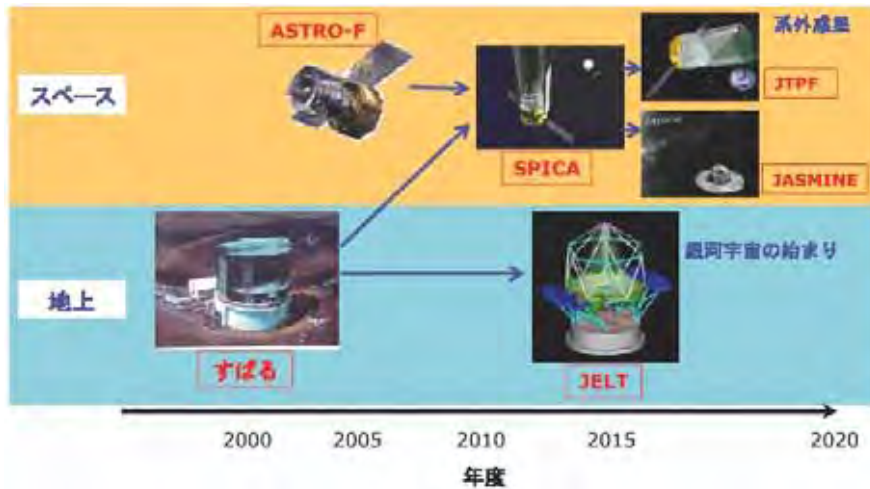 ASTRO-F
スペース
SPICA
系外惑星
JTPF
JASMINE
地上
すばる
JELT
銀河宇宙の始まり
2000 2005 2010 2015 2020
年度